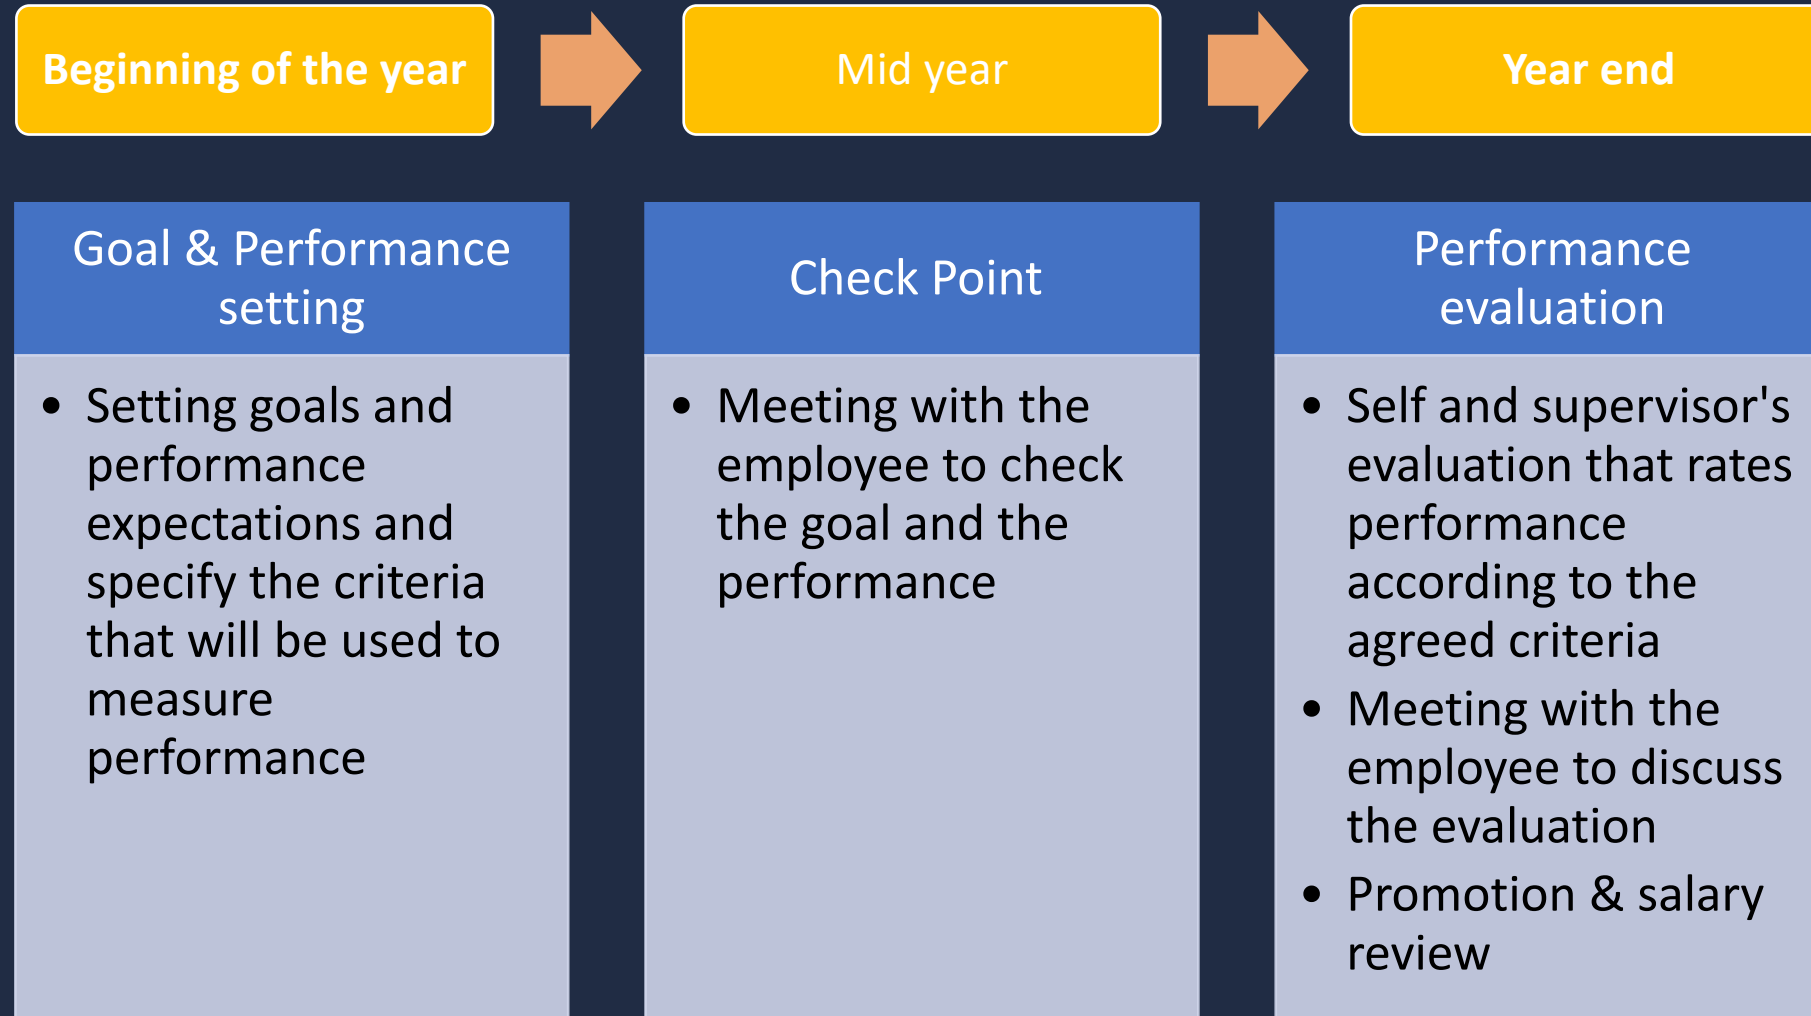 Beginning of the year
Mid year
Year end
Goal & Performance
setting
• Setting goals and
performance
expectations and
specify the criteria
that will be used to
measure
performance
Check Point
• Meeting with the
employee to check
the goal and the
performance
Performance
evaluation
• Self and supervisor's
evaluation that rates
performance
according to the
agreed criteria
• Meeting with the
employee to discuss
the evaluation
• Promotion & salary
review